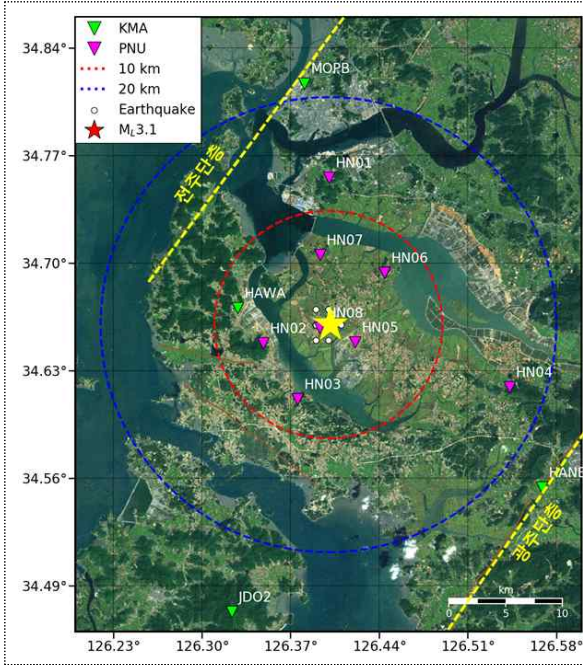 KMA
PNU
10 km
20 km
Earthquake
M_L3.1
34.84°
34.77°
34.70°
34.63°
34.56°
34.49°
MOPB
전주단층
HN01
HN07
HN06
HAWA
HN08
HN02
HN05
HN03
HN04
HANB
광주단층
JDO2
km
0
5
10
126.23°
126.30°
126.37°
126.44°
126.51°
126.58°